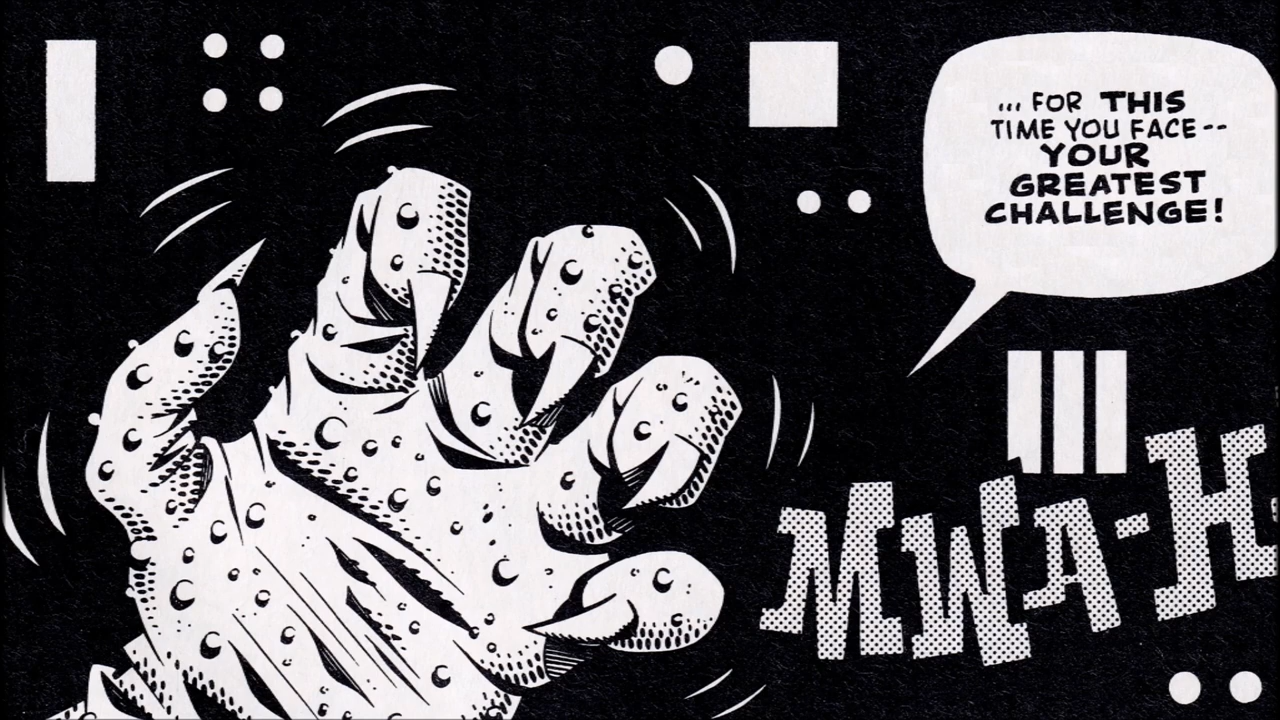 ... FOR THIS
TIME YOU FACE--
YOUR
GREATEST
CHALLENGE!
MWA-H